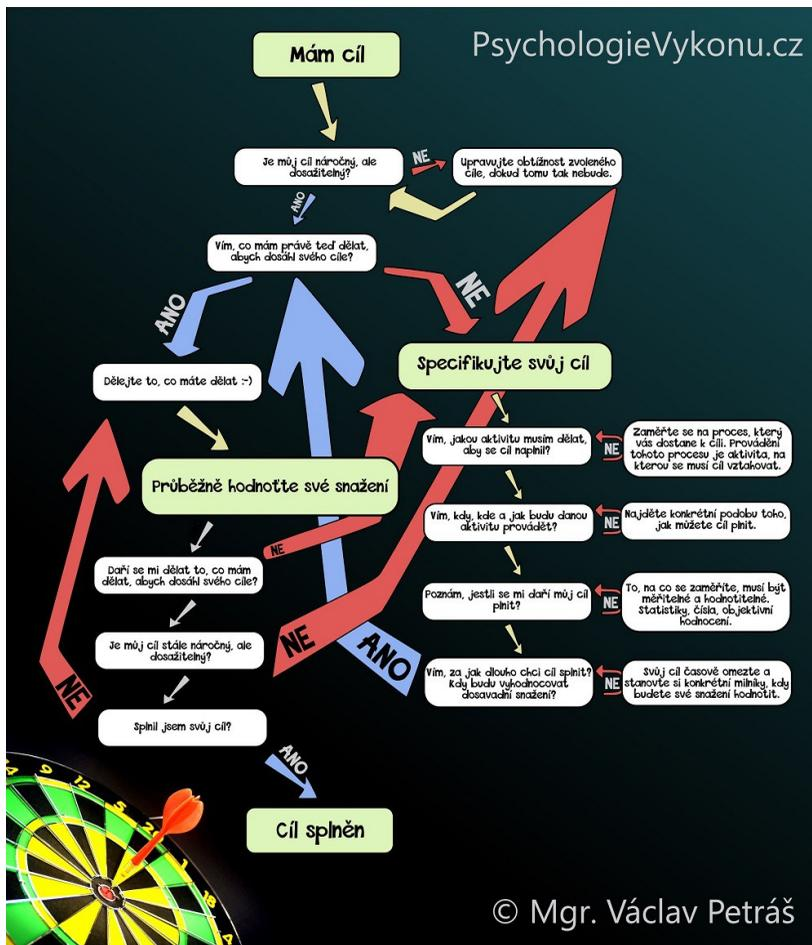 PsychologieVykonu.cz
Mám cíl
Je můj cíl náročný, ale
dosažitelný?
NE
Upravujte obtížnost zvoleného
cíle, dokud tomu tak nebude.
ANO
Vím, co mám právě teď dělat,
abych dosáhl svého cíle?
ANO
NE
Dělejte to, co máte dělat :-)
Specifikujte svůj cíl
Vím, jakou aktivitu musím dělat,
aby se cíl naplnil?
NE
Zaměřte se na proces, který
vás dostane k cíli. Provádění
tohoto procesu je aktivita, na
kterou se musí cíl vztahovat.
Průběžně hodnoťte své snažení
Vím, kdy, kde a jak budu danou
aktivitu provádět?
NE
Najděte konkrétní podobu toho,
jak můžete cíl plnit.
NE
Daří se mi dělat to, co mám
dělat, abych dosáhl svého cíle?
Poznám, jestli se mi daří můj cíl
plnit?
NE
To, na co se zaměříte, musí být
měřitelné a hodnotitelné.
Statistiky, čísla, objektivní
hodnocení.
Je můj cíl stále náročný, ale
dosažitelný?
NE
ANO
Vím, za jak dlouho chci cíl splnit?
Kdy budu vyhodnocovat
dosavadní snažení?
NE
Svůj cíl časově omezte a
stanovte si konkrétní milníky, kdy
budete své snažení hodnotit.
NE
Splnil jsem svůj cíl?
ANO
Cíl splněn
9
12
5
20
1
18
4
© Mgr. Václav Petráš